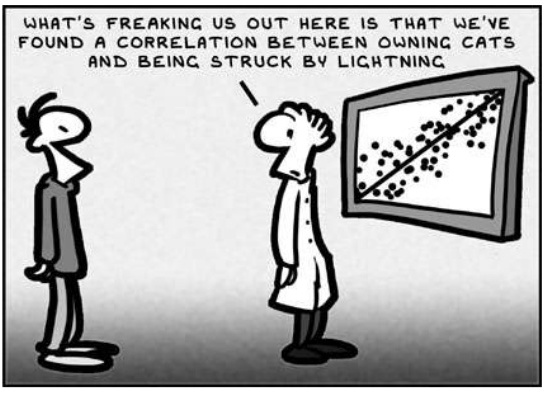 WHAT'S FREAKING US OUT HERE IS THAT WE'VE
FOUND A CORRELATION BETWEEN OWNING CATS
AND BEING STRUCK BY LIGHTNING